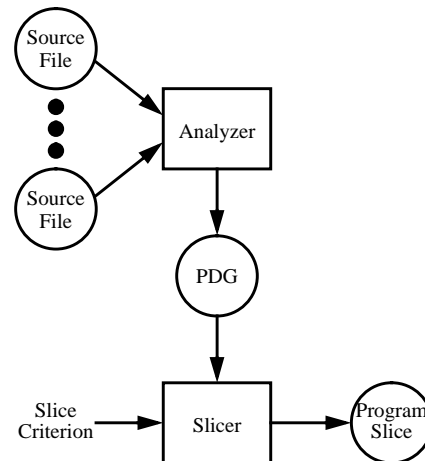 Source
File
Analyzer
Source
File
PDG
Slice
Criterion
Slicer
Program
Slice